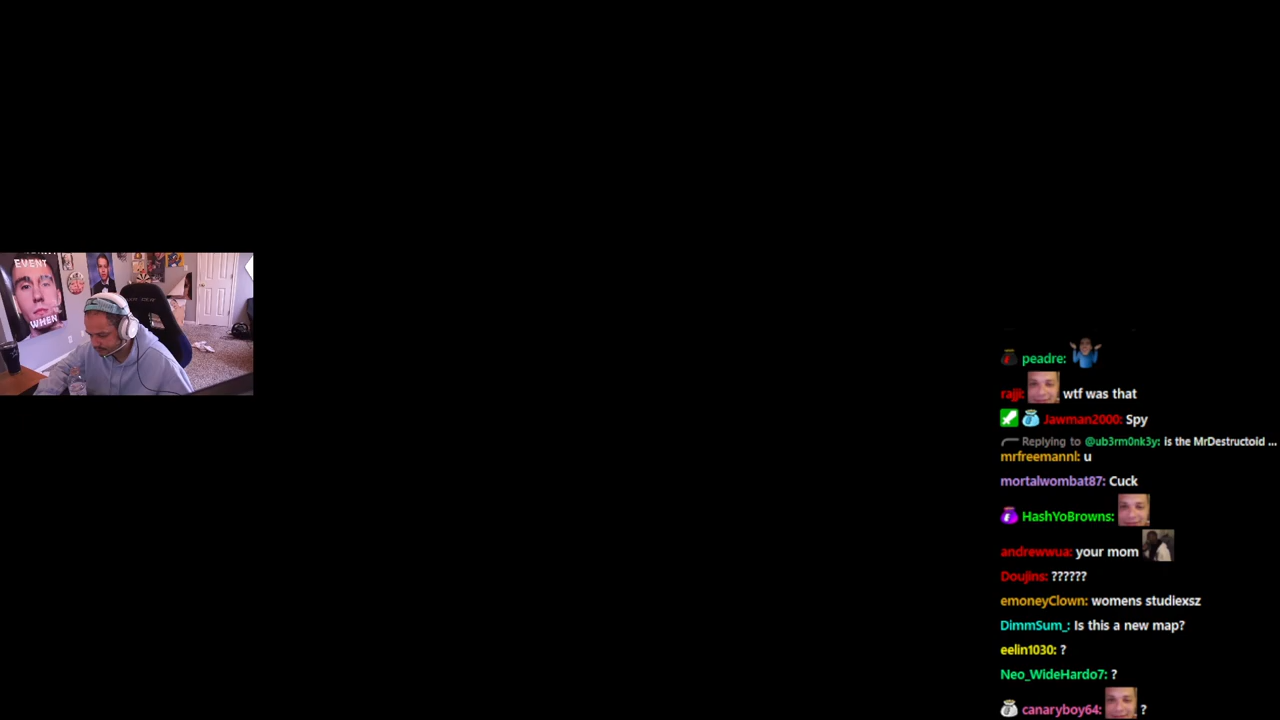 EVENT
WHEN
peadre:
rajji: wtf was that
Jawman2000: Spy
Replying to @ub3rm0nk3y: is the MrDestructoid ...
mrfreemannl: u
mortalwombat87: Cuck
HashYoBrowns:
andrewwua: your mom
Doujins: ??????
emoneyClown: womens studiexsz
DimmSum_: Is this a new map?
eelin1030: ?
Neo_WideHardo7: ?
canaryboy64: ?